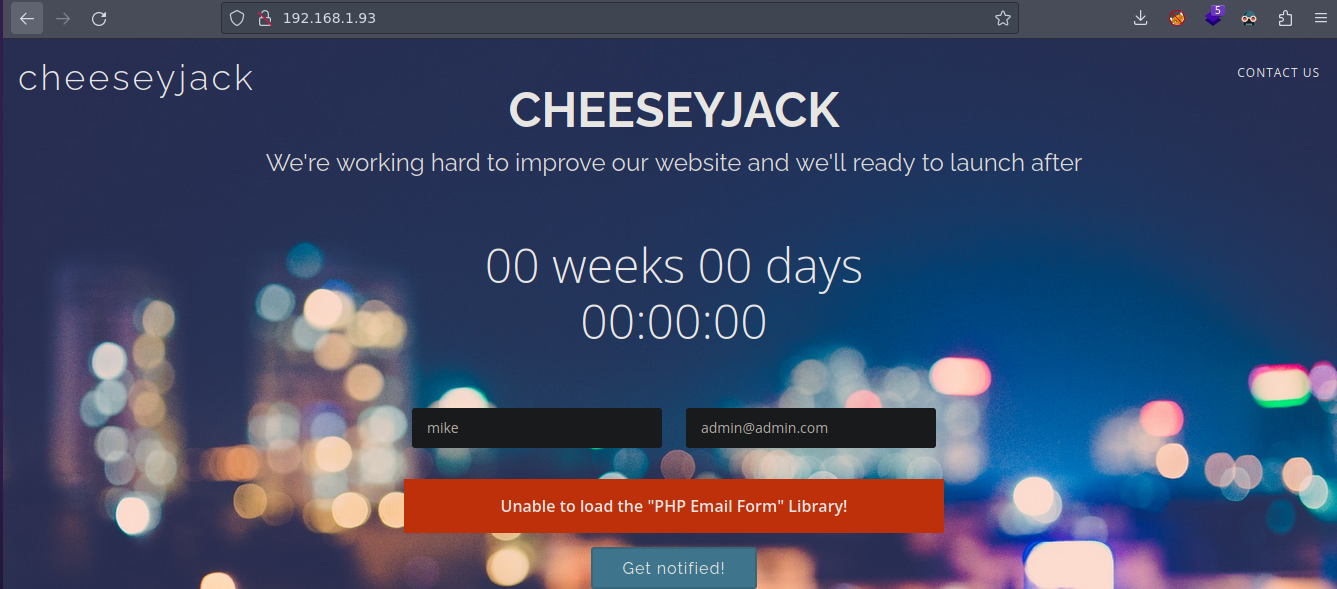 192.168.1.93
5
cheeseyjack
CONTACT US
CHEESEYJACK
We're working hard to improve our website and we'll ready to launch after
00 weeks 00 days
00:00:00
mike
admin@admin.com
Unable to load the "PHP Email Form" Library!
Get notified!